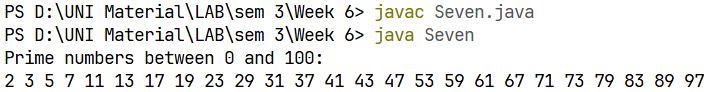 PS D:\UNI Material\LAB\sem 3\Week 6> javac Seven.java
PS D:\UNI Material\LAB\sem 3\Week 6> java Seven
Prime numbers between 0 and 100:
2 3 5 7 11 13 17 19 23 29 31 37 41 43 47 53 59 61 67 71 73 79 83 89 97